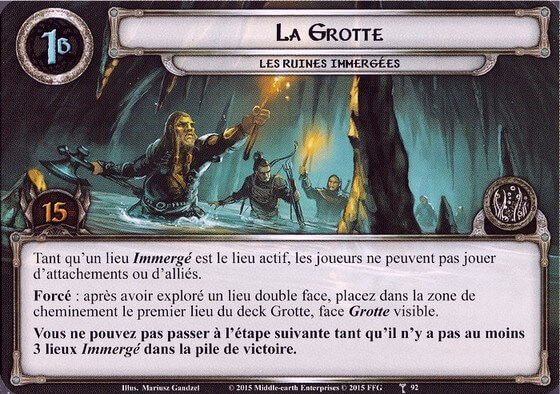 1B
LA GROTTE
LES RUINES IMMERGÉES
15
Tant qu'un lieu Immergé est le lieu actif, les joueurs ne peuvent pas jouer
d'attachements ou d'alliés.
Forcé : après avoir exploré un lieu double face, placez dans la zone de
cheminement le premier lieu du deck Grotte, face Grotte visible.
Vous ne pouvez pas passer à l'étape suivante tant qu'il n'y a pas au moins
3 lieux Immergé dans la pile de victoire.
Illus. Mariusz Gandzel © 2015 Middle-earth Enterprises © 2015 FFG 92